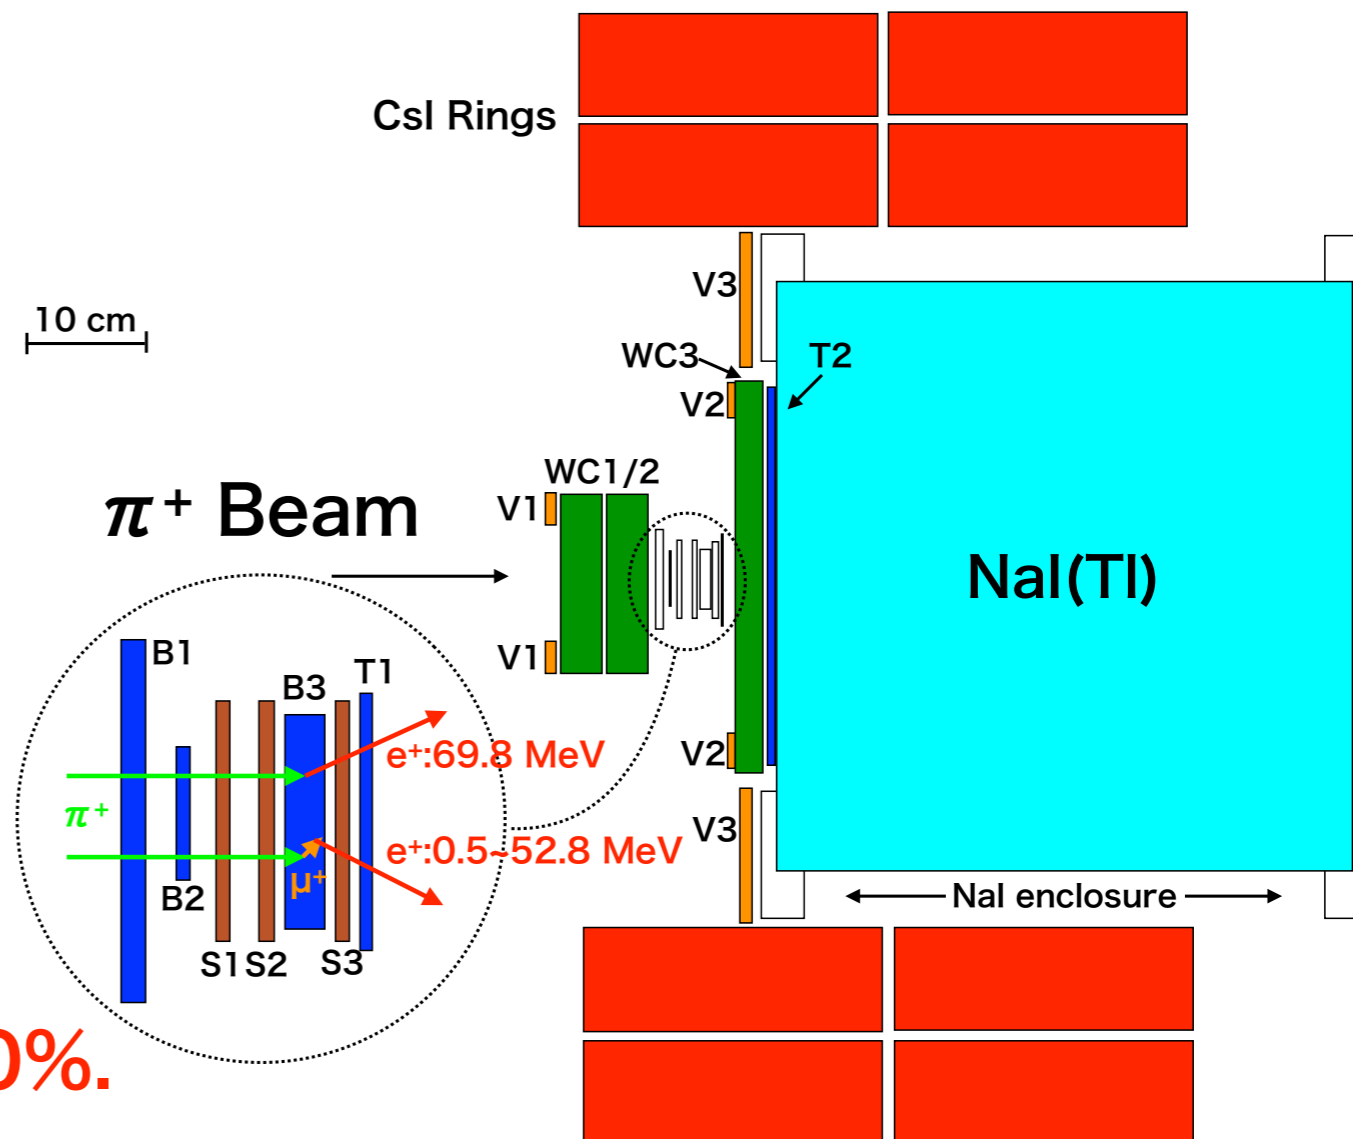 CsI Rings
V3
10 cm
WC3
T2
V2
WC1/2
π+ Beam
V1
NaI(Tl)
B1
V1
T1
B3
V2
e+:69.8 MeV
π+
V3
e+:0.5~52.8 MeV
μ+
B2
NaI enclosure
S1 S2
S3
0%.